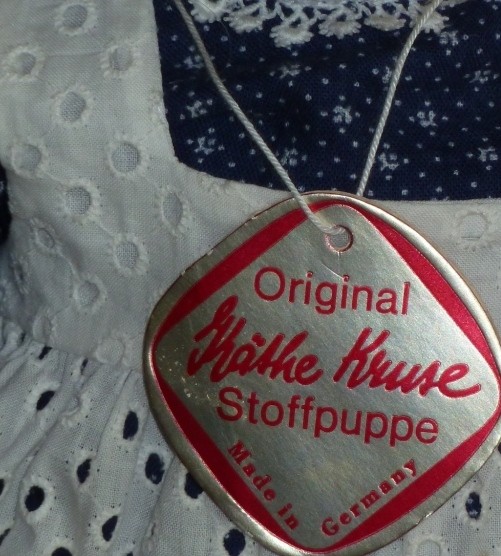 Original
Käthe Kruse
Stoffpuppe
Made in Germany